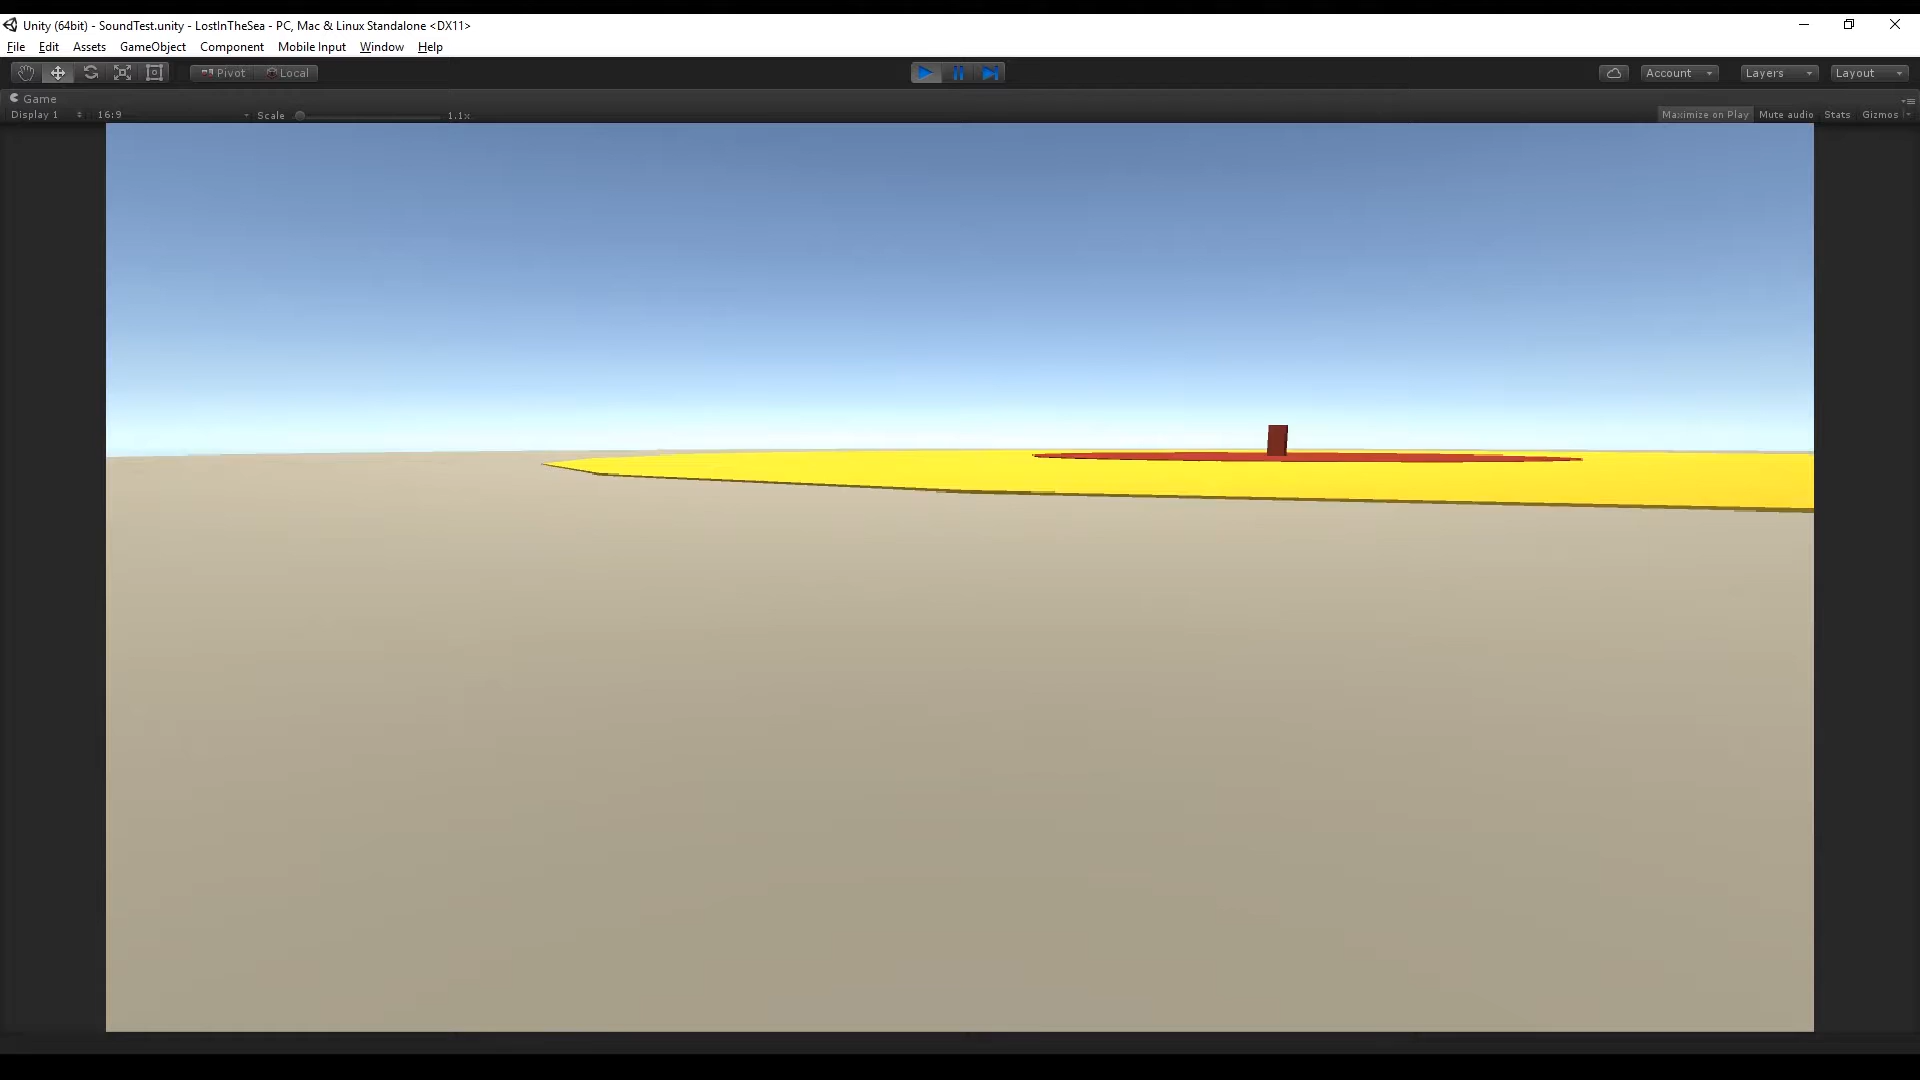 Unity (64bit) - SoundTest.unity - LostInTheSea - PC, Mac & Linux Standalone <DX11>
File Edit Assets GameObject Component Mobile Input Window Help
Pivot Local Account Layers Layout
Game
Display 1 16:9 Scale 1.1x Maximize on Play Mute audio Stats Gizmos